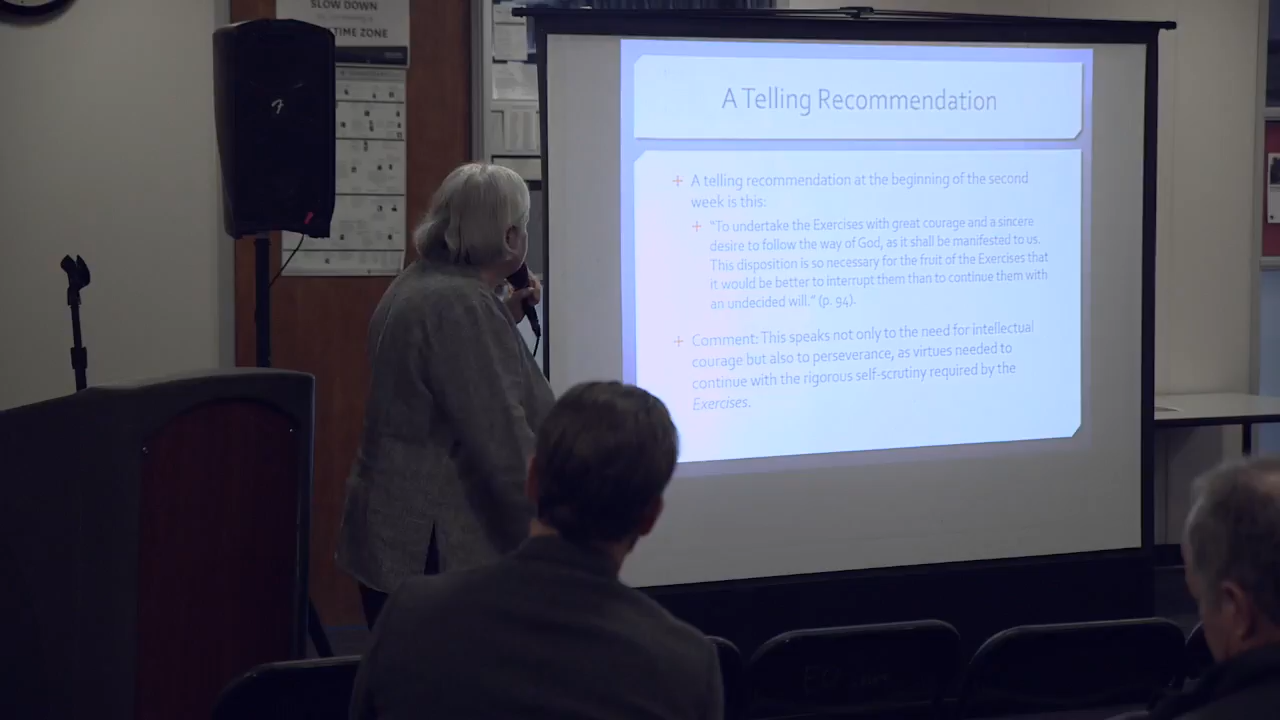 SLOW DOWN
TIME ZONE
A Telling Recommendation
A telling recommendation at the beginning of the second
week is this:
"To undertake the Exercises with great courage and a sincere
desire to follow the way of God, as it shall be manifested to us.
This disposition is so necessary for the fruit of the Exercises that
it would be better to interrupt them than to continue them with
an undecided will." (p. 94).
Comment: This speaks not only to the need for intellectual
courage but also to perseverance, as virtues needed to
continue with the rigorous self-scrutiny required by the
Exercises.